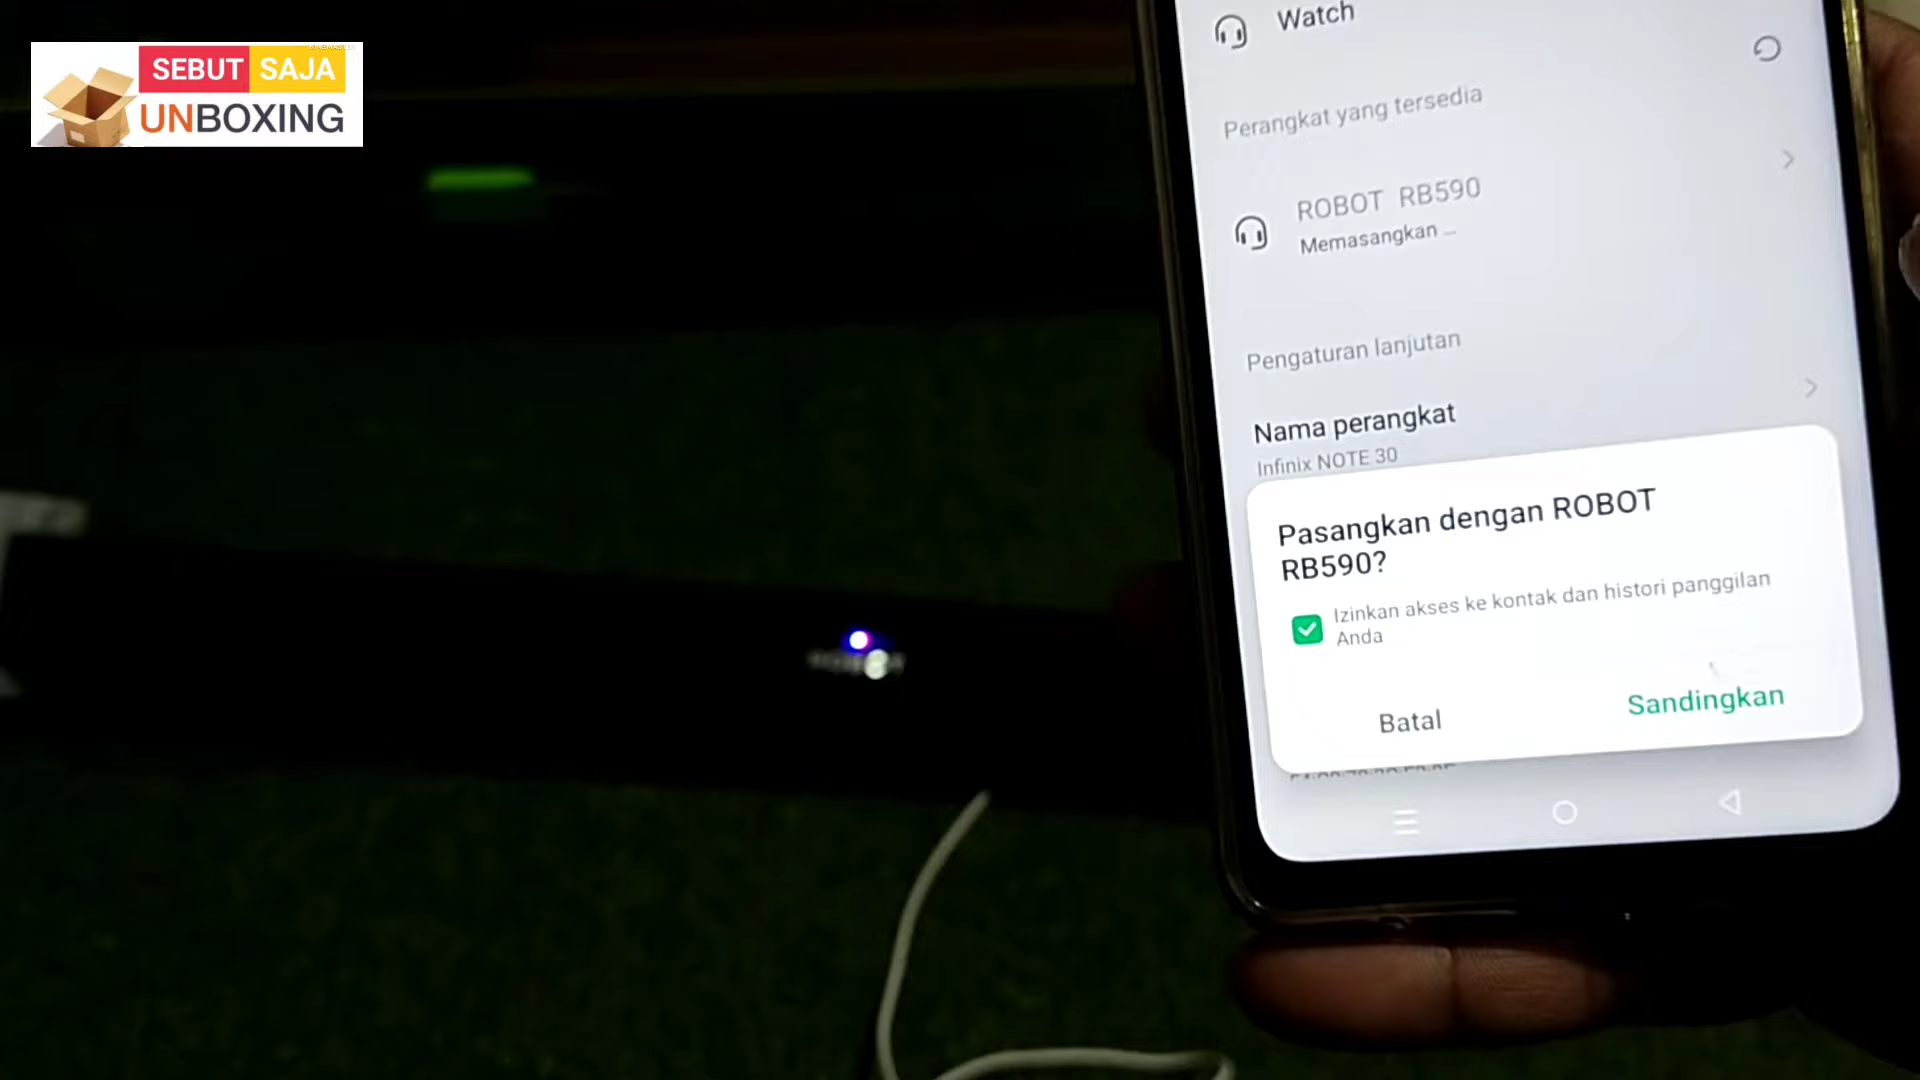 KINEMASTER
SEBUT SAJA
UNBOXING
Watch
Perangkat yang tersedia
ROBOT RB590
Memasangkan ...
Pengaturan lanjutan
Nama perangkat
Infinix NOTE 30
Pasangkan dengan ROBOT
RB590?
Izinkan akses ke kontak dan histori panggilan
Anda
Batal
Sandingkan